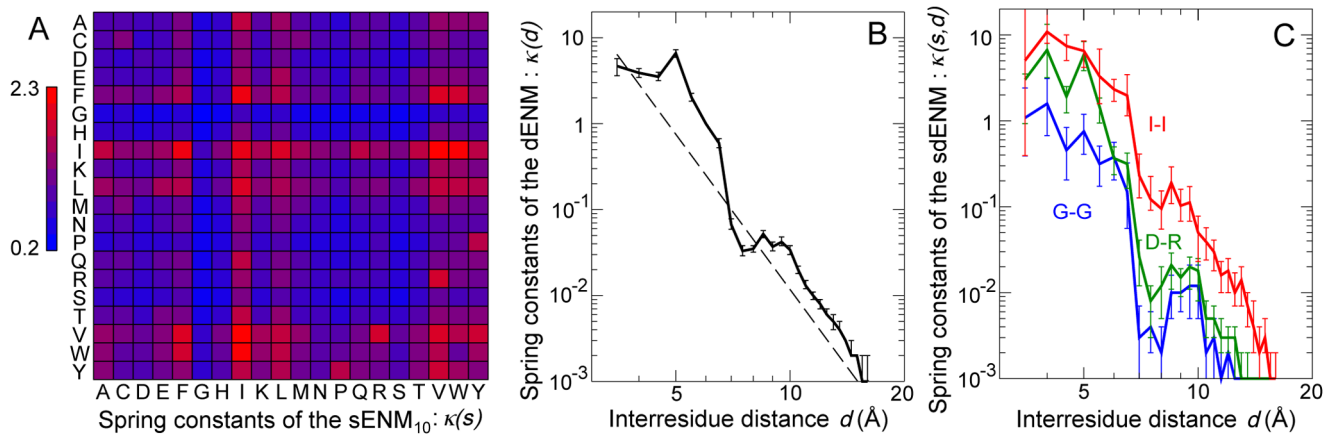 A
2.3
0.2
A
C
D
E
F
G
H
I
K
L
M
N
P
Q
R
S
T
V
W
Y
A C D E F G H I K L M N P Q R S T V W Y
Spring constants of the sENM10: κ(s)
B
Spring constants of the dENM : κ(d)
10
1
10-1
10-2
10-3
5 10 20
Interresidue distance d (Å)
C
Spring constants of the sdENM : κ(s,d)
10
1
10-1
10-2
10-3
I-I
G-G
D-R
5 10 20
Interresidue distance d (Å)